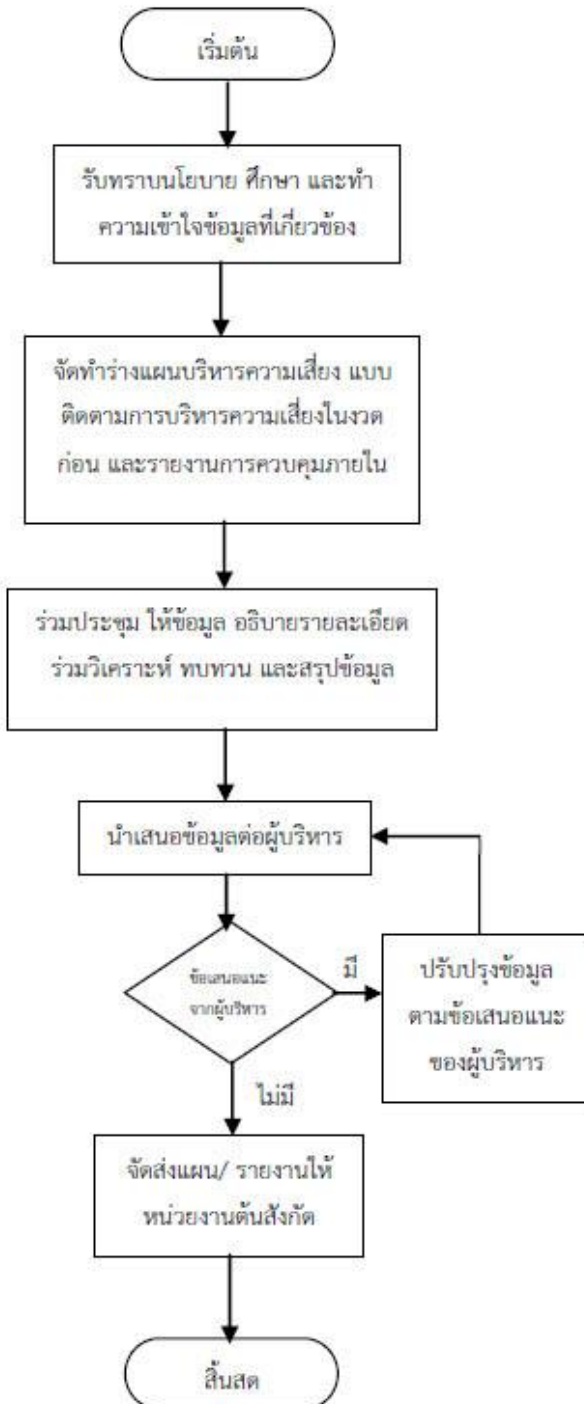 เริ่มต้น
รับทราบนโยบาย ศึกษา และทำ
ความเข้าใจข้อมูลที่เกี่ยวข้อง
จัดทำร่างแผนบริหารความเสี่ยง แบบ
ติดตามการบริหารความเสี่ยงในงวด
ก่อน และรายงานการควบคุมภายใน
ร่วมประชุม ให้ข้อมูล อธิบายรายละเอียด
ร่วมวิเคราะห์ ทบทวน และสรุปข้อมูล
นำเสนอข้อมูลต่อผู้บริหาร
ข้อเสนอแนะ
จากผู้บริหาร
มี
ปรับปรุงข้อมูล
ตามข้อเสนอแนะ
ของผู้บริหาร
ไม่มี
จัดส่งแผน/ รายงานให้
หน่วยงานต้นสังกัด
สิ้นสุด